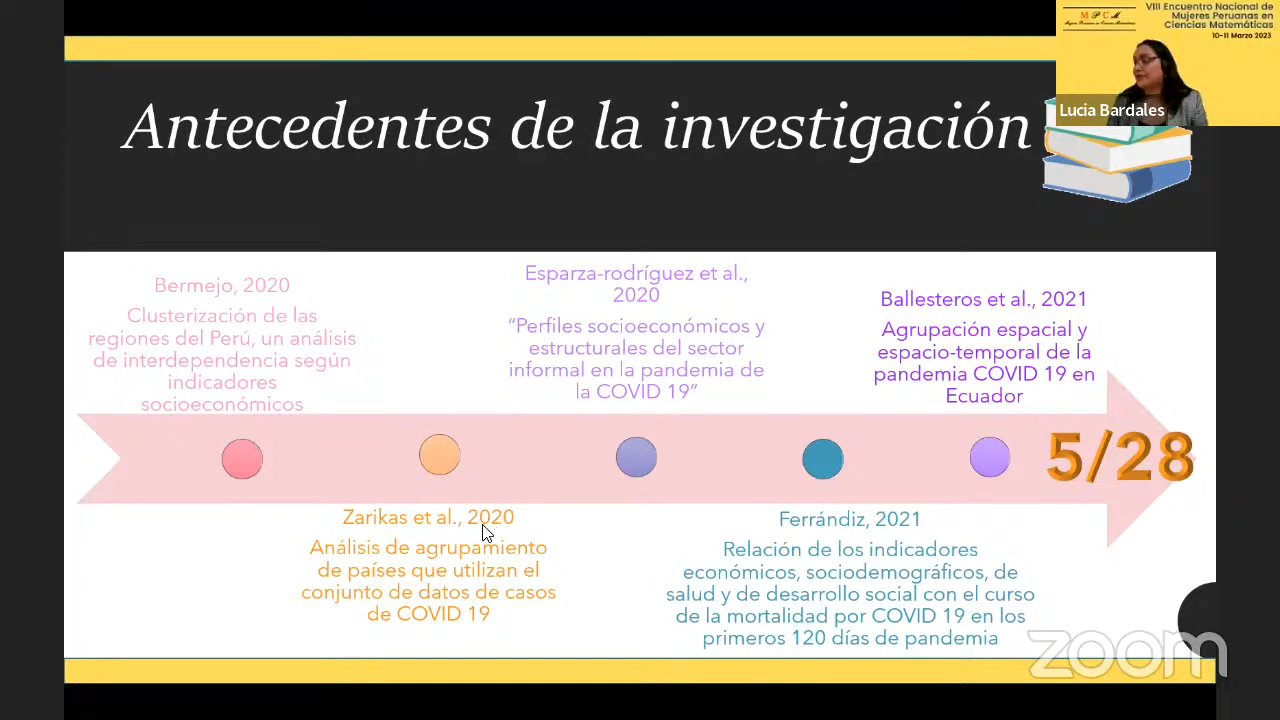 VIII Encuentro Nacional de
Mujeres Peruanas en
Ciencias Matemáticas
10-11 Marzo 2023
M P C M
Mujeres Peruanas en Ciencias Matemáticas
Lucia Bardales
Antecedentes de la investigación
Bermejo, 2020
Clusterización de las
regiones del Perú, un análisis
de interdependencia según
indicadores
socioeconómicos
Zarikas et al., 2020
Análisis de agrupamiento
de países que utilizan el
conjunto de datos de casos
de COVID 19
Esparza-rodríguez et al.,
2020
“Perfiles socioeconómicos y
estructurales del sector
informal en la pandemia de
la COVID 19”
Ferrándiz, 2021
Relación de los indicadores
económicos, sociodemográficos, de
salud y de desarrollo social con el curso
de la mortalidad por COVID 19 en los
primeros 120 días de pandemia
Ballesteros et al., 2021
Agrupación espacial y
espacio-temporal de la
pandemia COVID 19 en
Ecuador
5/28
zoom